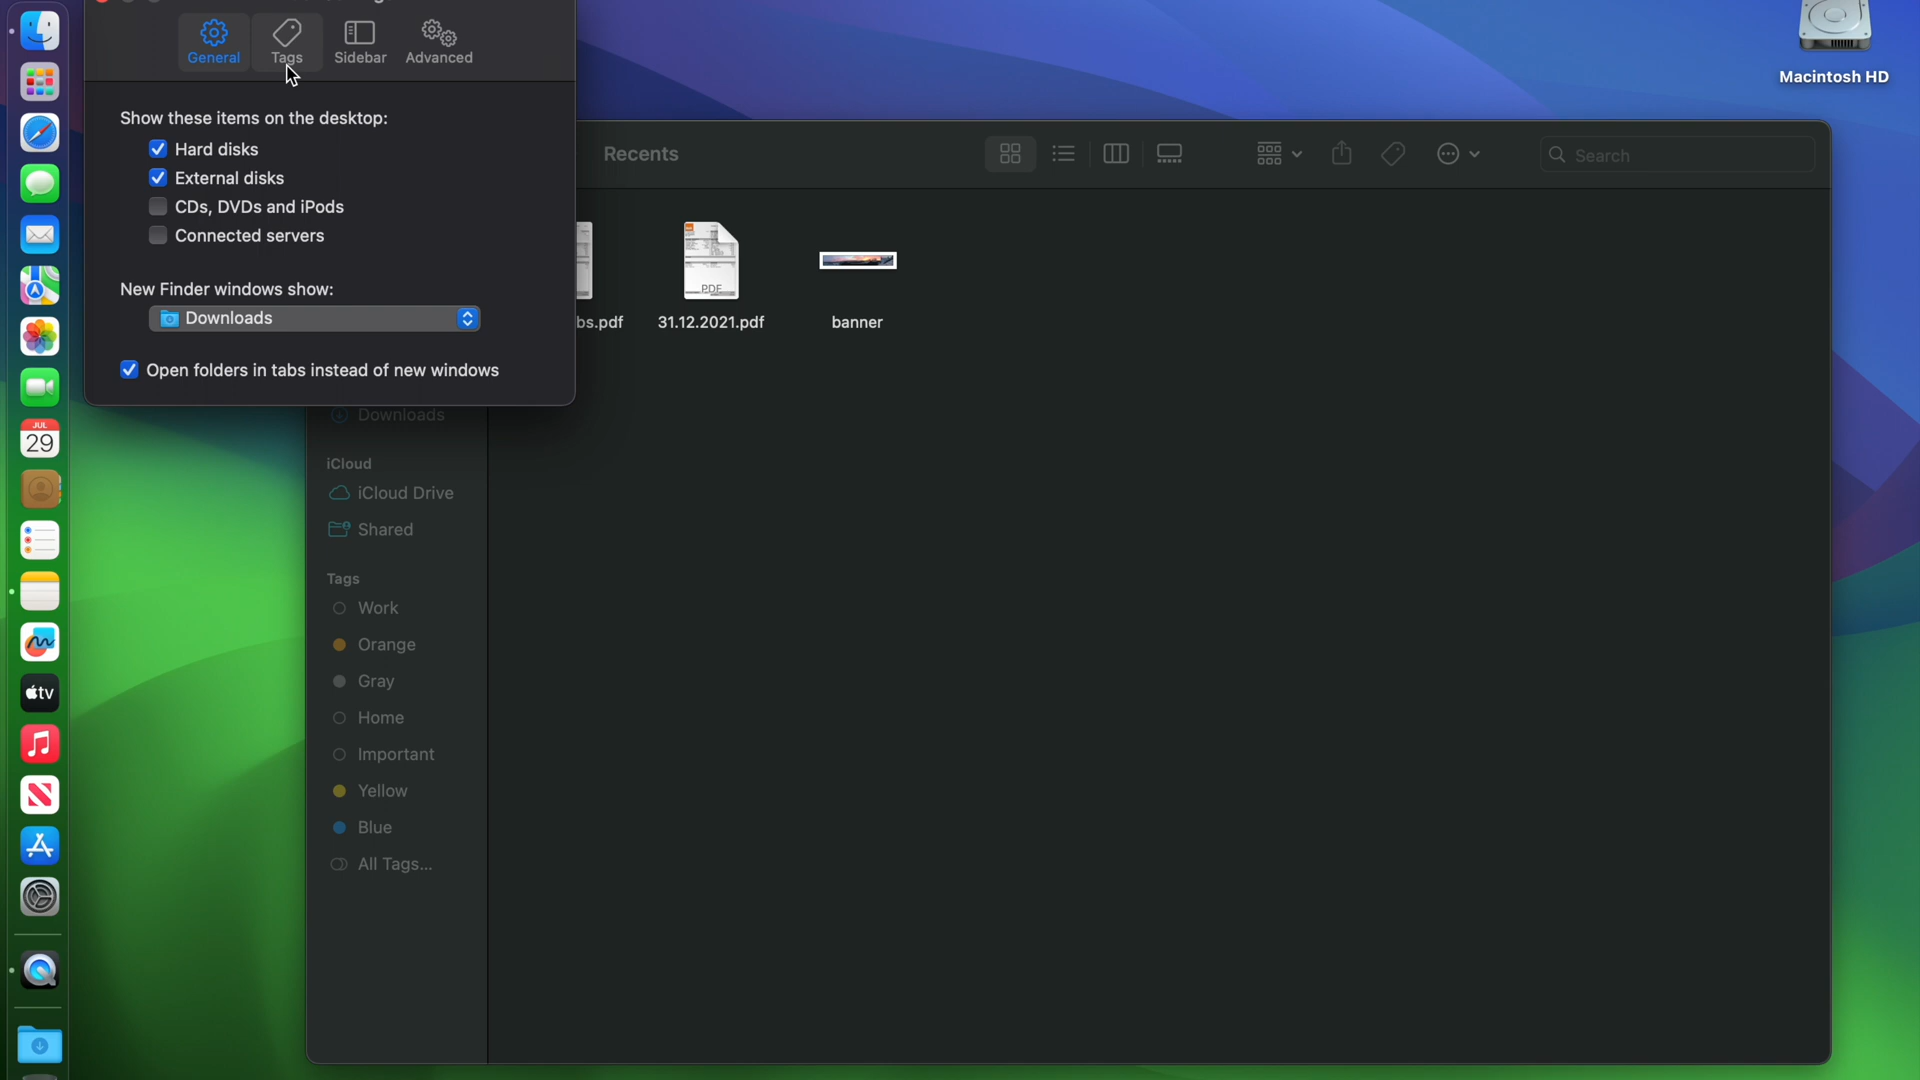 General Tags Sidebar Advanced
Show these items on the desktop:
Hard disks
External disks
CDs, DVDs and iPods
Connected servers
New Finder windows show:
Downloads
Open folders in tabs instead of new windows
Macintosh HD
Recents
Search
bs.pdf
PDF
31.12.2021.pdf
banner
Downloads
iCloud
iCloud Drive
Shared
Tags
Work
Orange
Gray
Home
Important
Yellow
Blue
All Tags...
JUL
29
tv